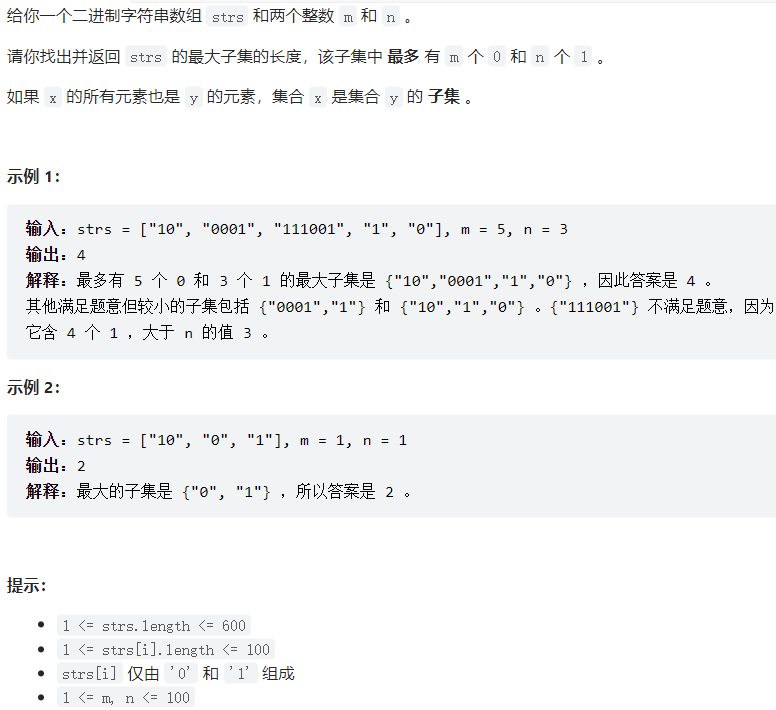 给你一个二进制字符串数组 strs 和两个整数 m 和 n 。
请你找出并返回 strs 的最大子集的长度，该子集中 最多 有 m 个 0 和 n 个 1 。
如果 x 的所有元素也是 y 的元素，集合 x 是集合 y 的 子集 。
示例 1：
输入：strs = ["10", "0001", "111001", "1", "0"], m = 5, n = 3
输出：4
解释：最多有 5 个 0 和 3 个 1 的最大子集是 {"10","0001","1","0"} ，因此答案是 4 。
其他满足题意但较小的子集包括 {"0001","1"} 和 {"10","1","0"} 。{"111001"} 不满足题意，因为
它含 4 个 1 ，大于 n 的值 3 。
示例 2：
输入：strs = ["10", "0", "1"], m = 1, n = 1
输出：2
解释：最大的子集是 {"0", "1"} ，所以答案是 2 。
提示：
• 1 <= strs.length <= 600
• 1 <= strs[i].length <= 100
• strs[i] 仅由 '0' 和 '1' 组成
• 1 <= m, n <= 100